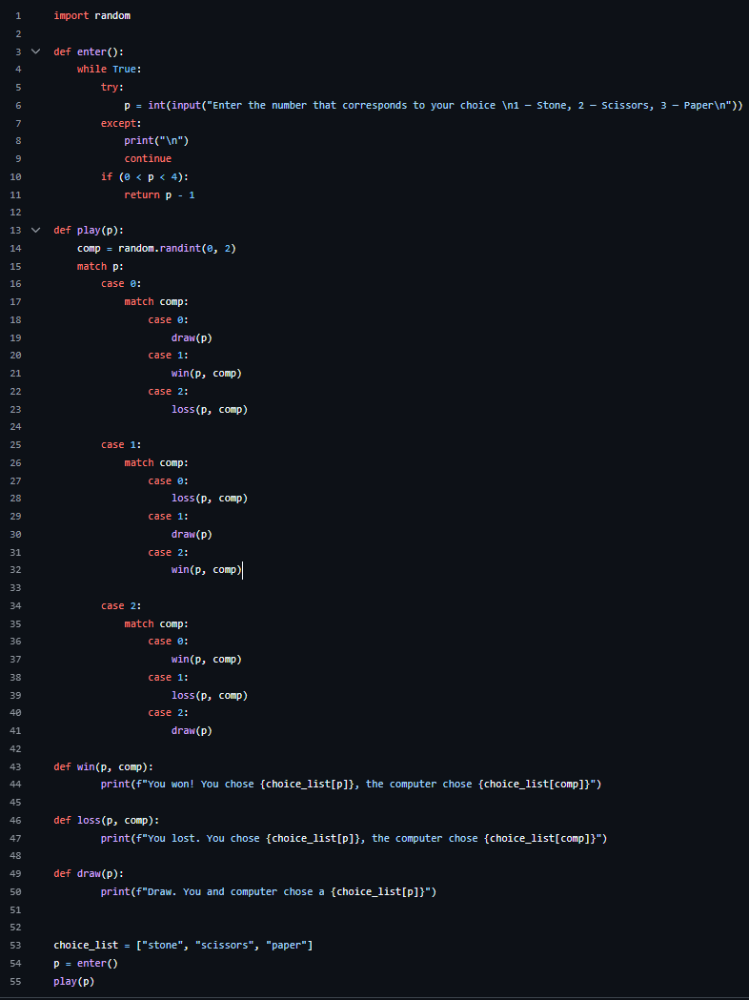 1 import random
2
3 def enter():
4     while True:
5         try:
6             p = int(input("Enter the number that corresponds to your choice \n1 – Stone, 2 – Scissors, 3 – Paper\n"))
7         except:
8             print("\n")
9             continue
10         if (0 < p < 4):
11             return p - 1
12
13 def play(p):
14     comp = random.randint(0, 2)
15     match p:
16         case 0:
17             match comp:
18                 case 0:
19                     draw(p)
20                 case 1:
21                     win(p, comp)
22                 case 2:
23                     loss(p, comp)
24
25         case 1:
26             match comp:
27                 case 0:
28                     loss(p, comp)
29                 case 1:
30                     draw(p)
31                 case 2:
32                     win(p, comp)
33
34         case 2:
35             match comp:
36                 case 0:
37                     win(p, comp)
38                 case 1:
39                     loss(p, comp)
40                 case 2:
41                     draw(p)
42
43 def win(p, comp):
44         print(f"You won! You chose {choice_list[p]}, the computer chose {choice_list[comp]}")
45
46 def loss(p, comp):
47         print(f"You lost. You chose {choice_list[p]}, the computer chose {choice_list[comp]}")
48
49 def draw(p):
50         print(f"Draw. You and computer chose a {choice_list[p]}")
51
52
53 choice_list = ["stone", "scissors", "paper"]
54 p = enter()
55 play(p)